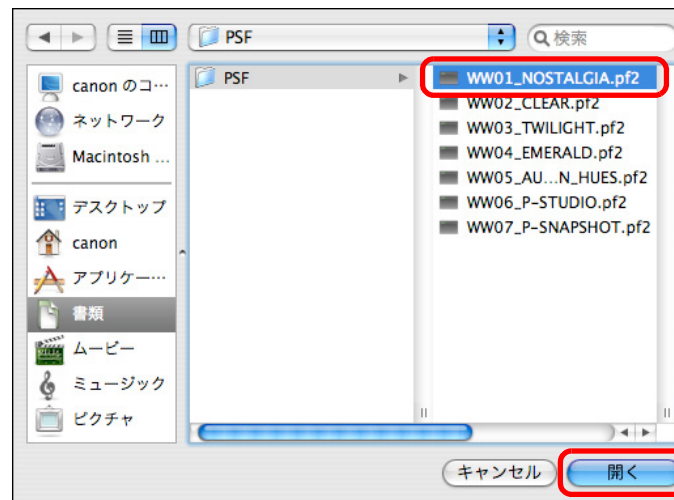 PSF
検索
canon のコ…
ネットワーク
Macintosh ...
デスクトップ
canon
アプリケー…
書類
ムービー
ミュージック
ピクチャ
PSF
WW01_NOSTALGIA.pf2
WW02_CLEAR.pf2
WW03_TWILIGHT.pf2
WW04_EMERALD.pf2
WW05_AU...N_HUES.pf2
WW06_P-STUDIO.pf2
WW07_P-SNAPSHOT.pf2
キャンセル
開く